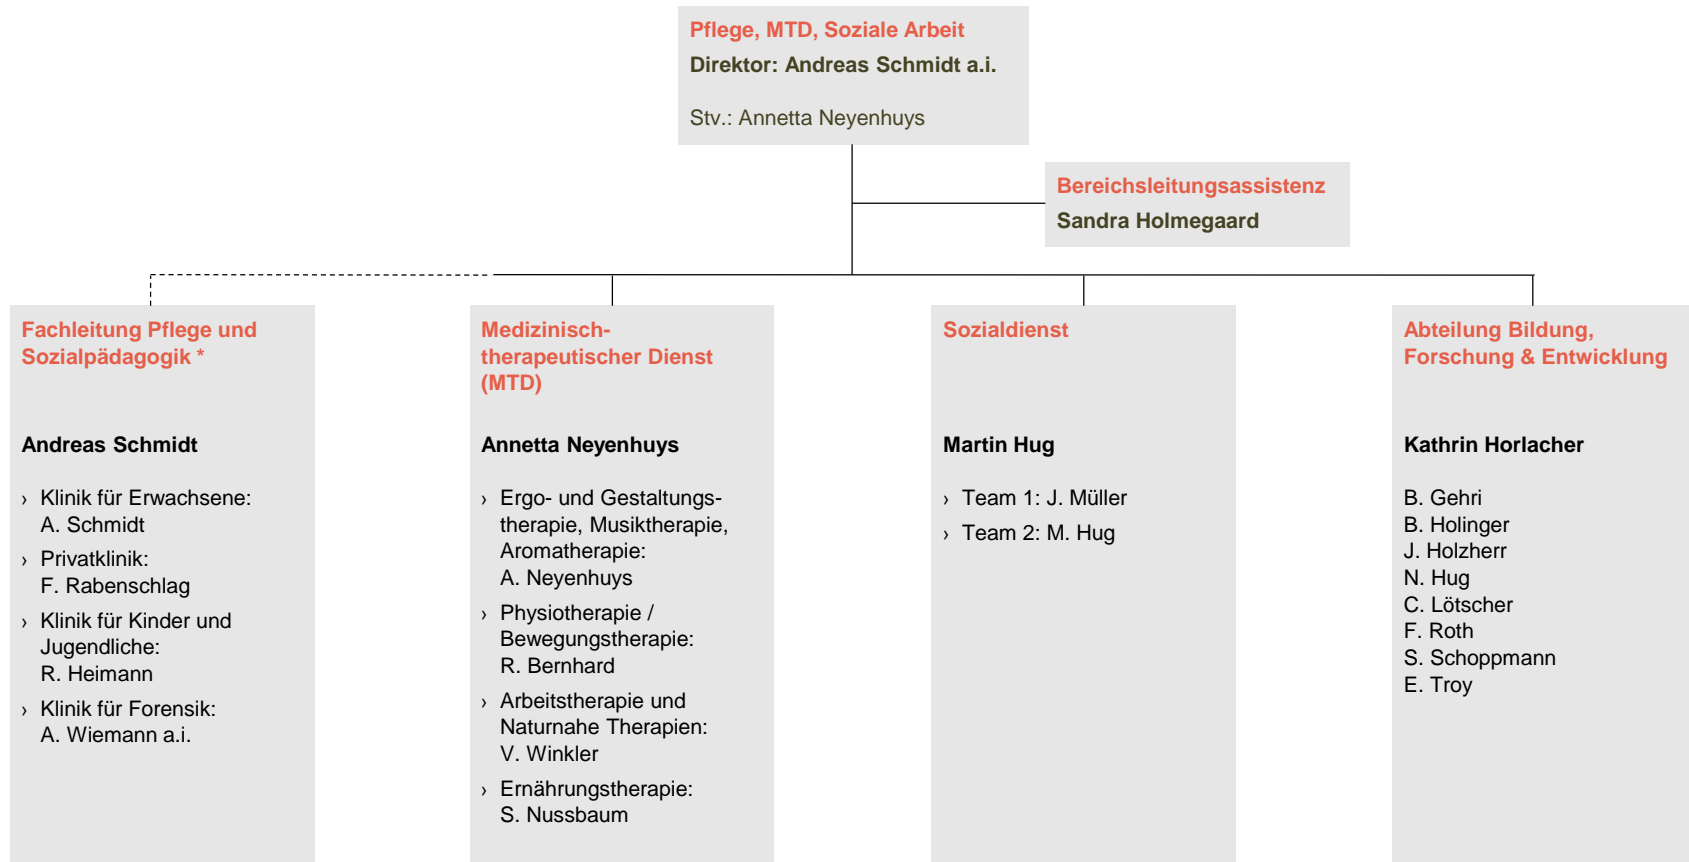 Pflege, MTD, Soziale Arbeit
Direktor: Andreas Schmidt a.i.
Stv.: Annetta Neyenhuys
Bereichsleitungsassistenz
Sandra Holmegaard
Fachleitung Pflege und
Sozialpädagogik *
Andreas Schmidt
› Klinik für Erwachsene:
A. Schmidt
› Privatklinik:
F. Rabenschlag
› Klinik für Kinder und
Jugendliche:
R. Heimann
› Klinik für Forensik:
A. Wiemann a.i.
Medizinisch-
therapeutischer Dienst
(MTD)
Annetta Neyenhuys
› Ergo- und Gestaltungs-
therapie, Musiktherapie,
Aromatherapie:
A. Neyenhuys
› Physiotherapie /
Bewegungstherapie:
R. Bernhard
› Arbeitstherapie und
Naturnahe Therapien:
V. Winkler
› Ernährungstherapie:
S. Nussbaum
Sozialdienst
Martin Hug
› Team 1: J. Müller
› Team 2: M. Hug
Abteilung Bildung,
Forschung & Entwicklung
Kathrin Horlacher
B. Gehri
B. Holinger
J. Holzherr
N. Hug
C. Lötscher
F. Roth
S. Schoppmann
E. Troy